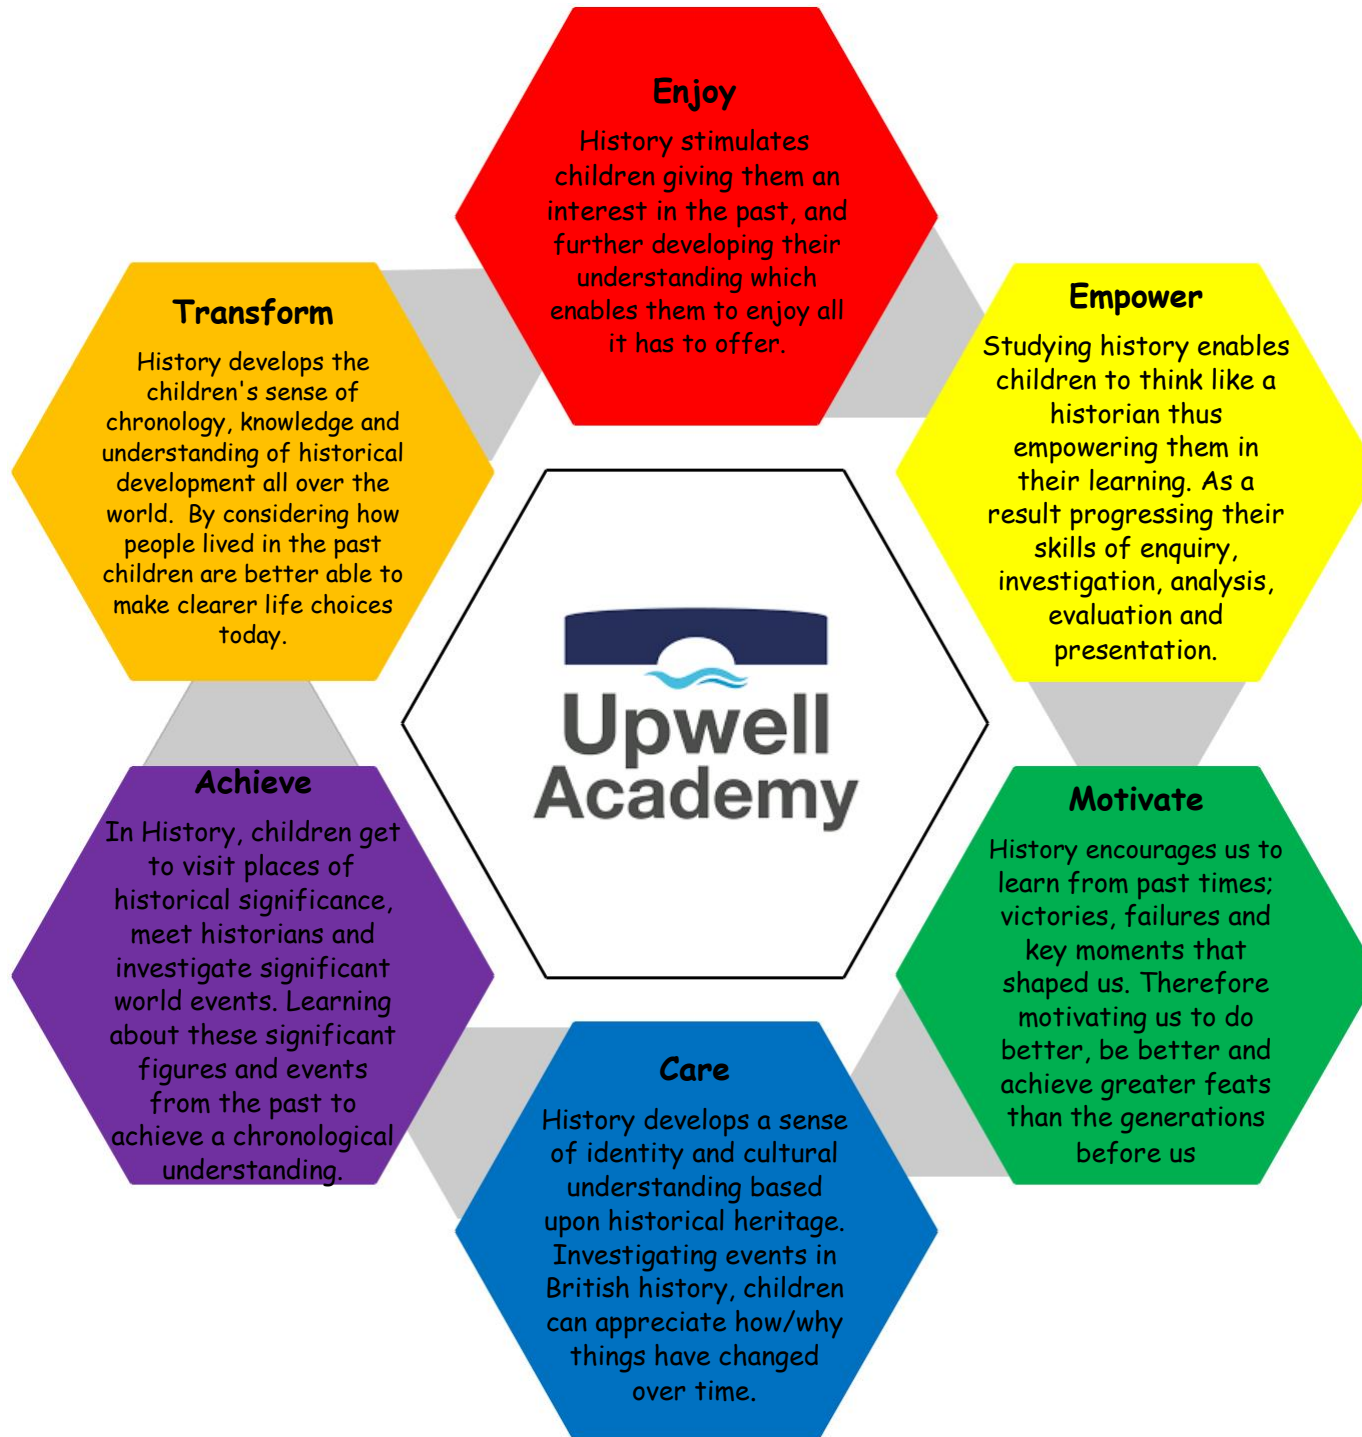 Enjoy
History stimulates
children giving them an
interest in the past, and
further developing their
understanding which
enables them to enjoy all
it has to offer.
Empower
Studying history enables
children to think like a
historian thus
empowering them in
their learning. As a
result progressing their
skills of enquiry,
investigation, analysis,
evaluation and
presentation.
Motivate
History encourages us to
learn from past times;
victories, failures and
key moments that
shaped us. Therefore
motivating us to do
better, be better and
achieve greater feats
than the generations
before us
Care
History develops a sense
of identity and cultural
understanding based
upon historical heritage.
Investigating events in
British history, children
can appreciate how/why
things have changed
over time.
Achieve
In History, children get
to visit places of
historical significance,
meet historians and
investigate significant
world events. Learning
about these significant
figures and events
from the past to
achieve a chronological
understanding.
Transform
History develops the
children's sense of
chronology, knowledge and
understanding of historical
development all over the
world.  By considering how
people lived in the past
children are better able to
make clearer life choices
today.
Upwell
Academy